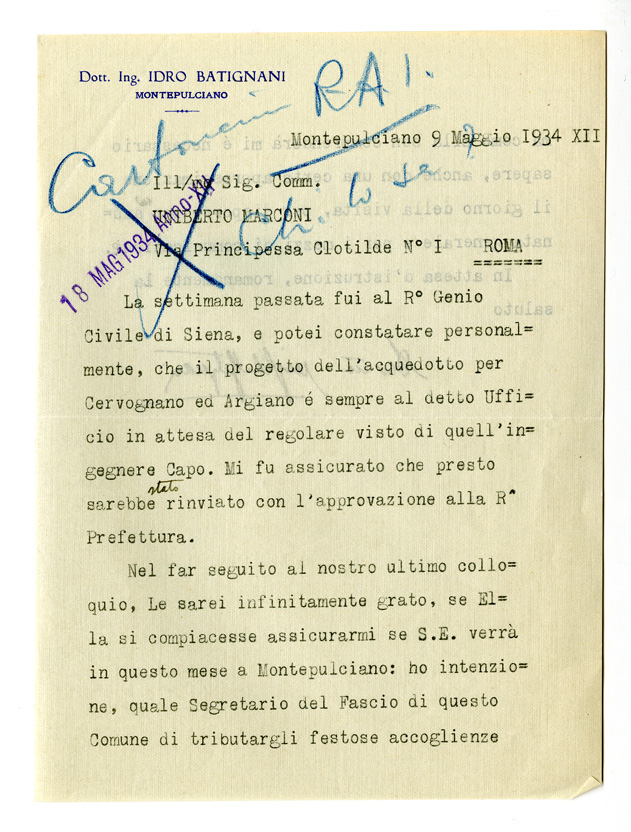 Dott. Ing. IDRO BATIGNANI
MONTEPULCIANO
RAI.
Montepulciano 9 Maggio 1934 XII
Ill/mo Sig. Comm.
UMBERTO MARCONI
Chi lo sa?
Via Principessa Clotilde N° I ROMA
=======
18 MAG 1934 Anno-XII
La settimana passata fui al R° Genio
Civile di Siena, e potei constatare personal=
mente, che il progetto dell'acquedotto per
Cervognano ed Argiano é sempre al detto Uffi=
cio in attesa del regolare visto di quell'in=
gegnere Capo. Mi fu assicurato che presto
stato
sarebbe rinviato con l'approvazione alla R^
Prefettura.
Nel far seguito al nostro ultimo collo=
quio, Le sarei infinitamente grato, se El=
la si compiacesse assicurarmi se S.E. verrà
in questo mese a Montepulciano: ho intenzio=
ne, quale Segretario del Fascio di questo
Comune di tributargli festose accoglienze